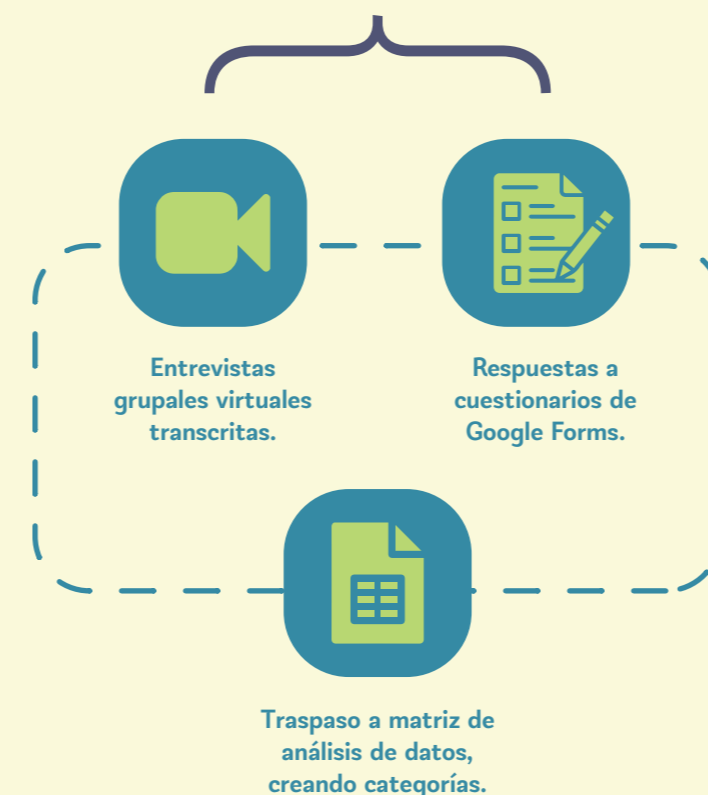 Entrevistas
grupales virtuales
transcritas.
Respuestas a
cuestionarios de
Google Forms.
Traspaso a matriz de
análisis de datos,
creando categorías.